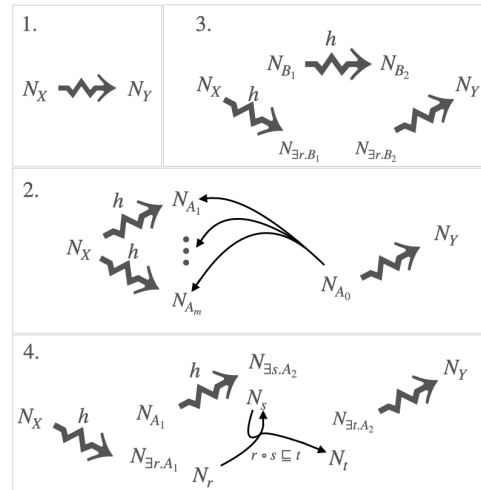 1.
N_X N_Y
3.
h
N_{B_1} N_{B_2}
N_X h N_Y
N_{∃r.B_1} N_{∃r.B_2}
2.
h N_{A_1}
N_X h N_Y
N_{A_m} N_{A_0}
4.
h N_{∃s.A_2} N_Y
N_X h N_{A_1} N_s N_{∃t.A_2}
N_{∃r.A_1} N_r r ∘ s ⊑ t N_t